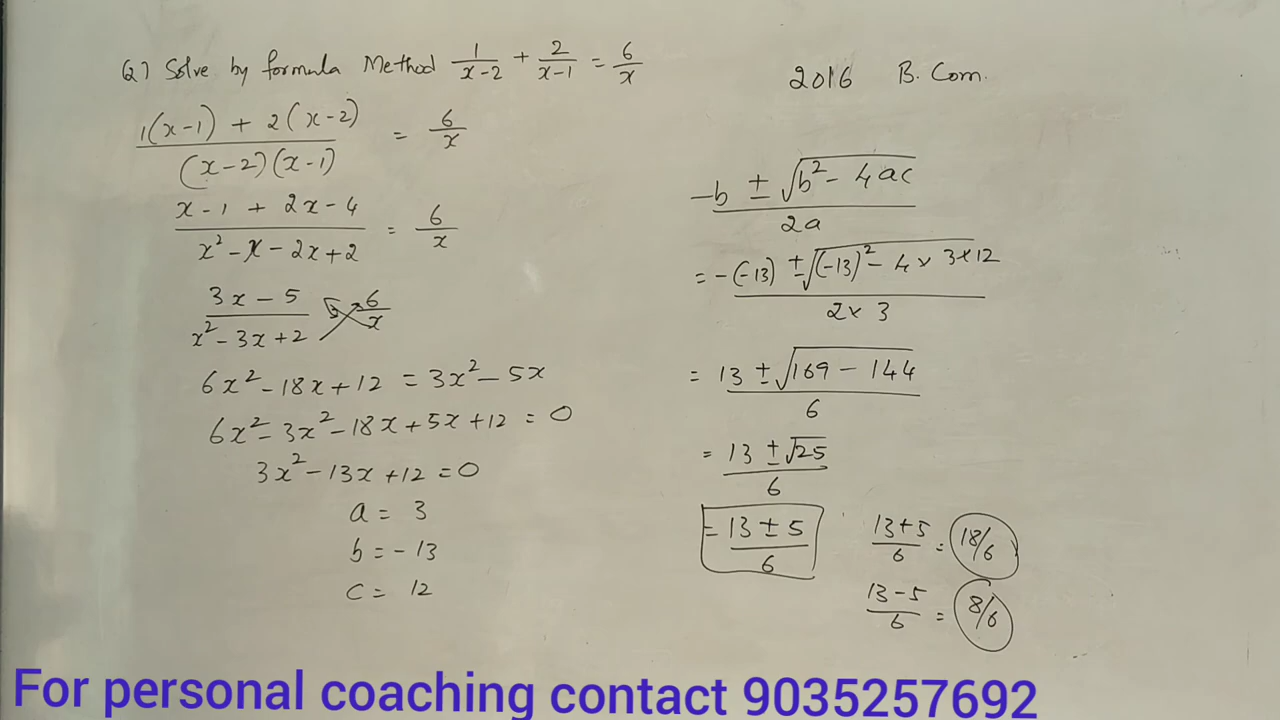 Q7 Solve by formula Method 1/(x-2) + 2/(x-1) = 6/x
2016 B. Com.
(1(x-1) + 2(x-2))/((x-2)(x-1)) = 6/x
(x-1 + 2x-4)/(x²-x-2x+2) = 6/x
(3x-5)/(x²-3x+2) 6/x
6x²-18x+12 = 3x²-5x
6x²-3x²-18x+5x+12 = 0
3x²-13x+12 = 0
a = 3
b = -13
c = 12
(-b ± √(b²-4ac))/(2a)
= (-(-13) ± √((-13)²-4×3×12))/(2×3)
= (13 ± √(169-144))/6
= (13 ± √25)/6
= (13 ± 5)/6
(13+5)/6 = 18/6
(13-5)/6 = 8/6
For personal coaching contact 9035257692